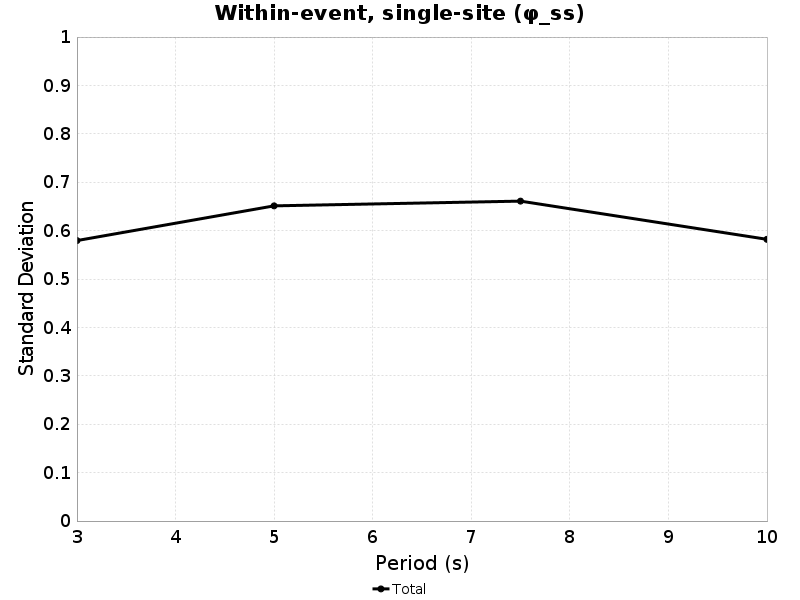 Within-event, single-site (φ_ss)
1
0.9
0.8
0.7
0.6
0.5
0.4
0.3
0.2
0.1
0
Standard Deviation
3 4 5 6 7 8 9 10
Period (s)
Total